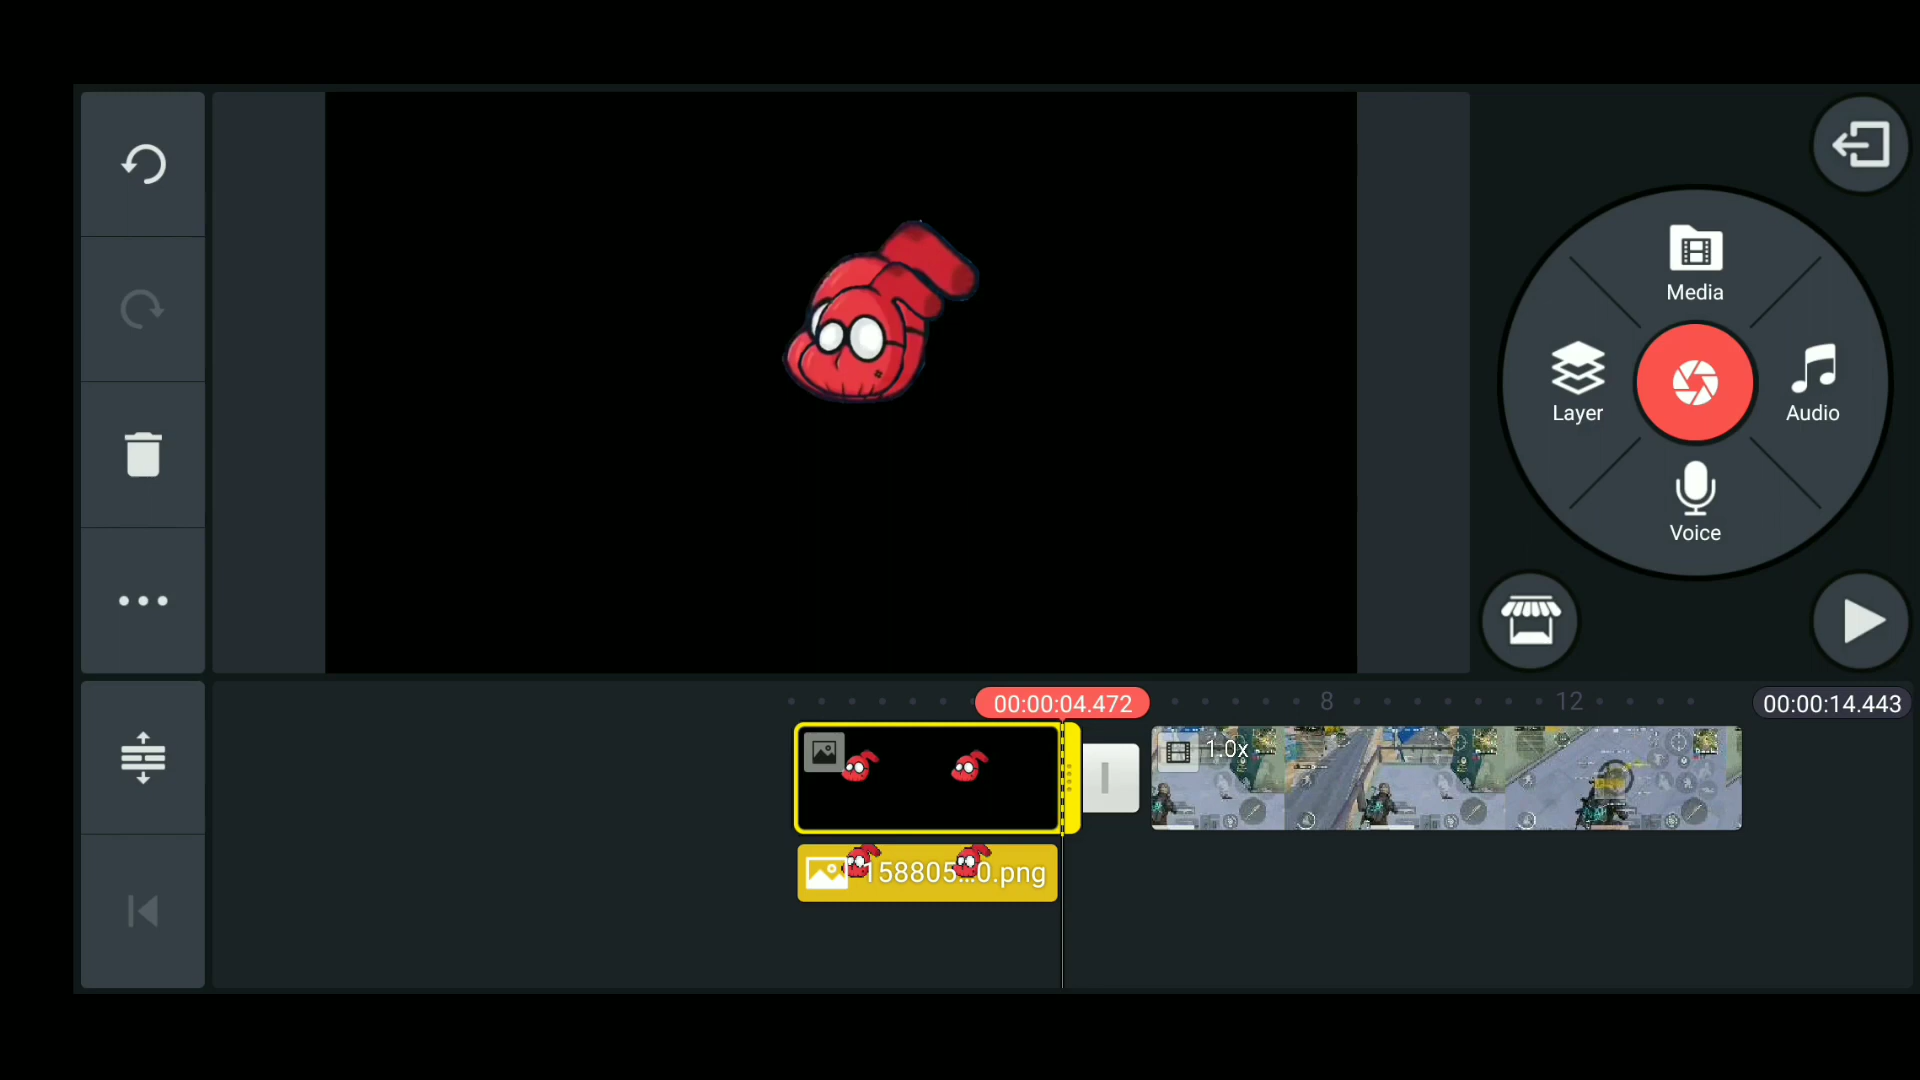 Media
Layer
Audio
Voice
00:00:04.472
8
12
00:00:14.443
1.0x
158805...0.png